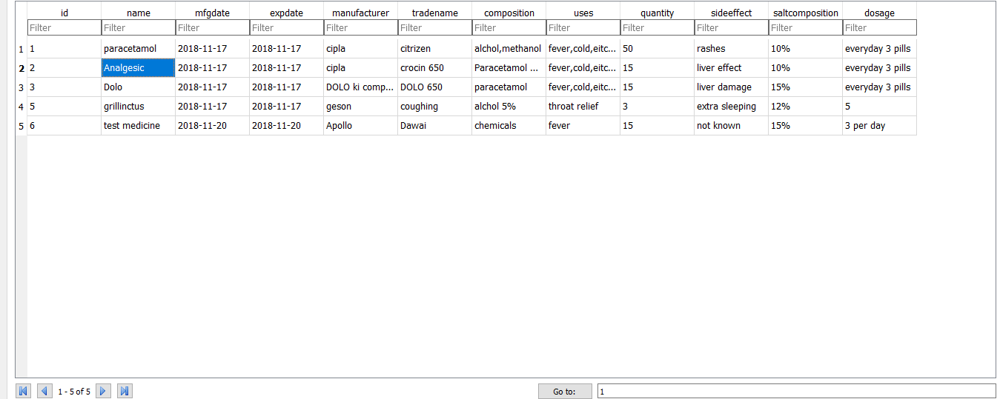 id name mfgdate expdate manufacturer tradename composition uses quantity sideeffect saltcomposition dosage
Filter Filter Filter Filter Filter Filter Filter Filter Filter Filter Filter Filter
1 1 paracetamol 2018-11-17 2018-11-17 cipla citrizen alchol,methanol fever,cold,eitc... 50 rashes 10% everyday 3 pills
2 2 Analgesic 2018-11-17 2018-11-17 cipla crocin 650 Paracetamol ... fever,cold,eitc... 15 liver effect 10% everyday 3 pills
3 3 Dolo 2018-11-17 2018-11-17 DOLO ki comp... DOLO 650 paracetamol fever,cold,eitc... 15 liver damage 15% everyday 3 pills
4 5 grillinctus 2018-11-17 2018-11-17 geson coughing alchol 5% throat relief 3 extra sleeping 12% 5
5 6 test medicine 2018-11-20 2018-11-20 Apollo Dawai chemicals fever 15 not known 15% 3 per day
1 - 5 of 5 Go to: 1